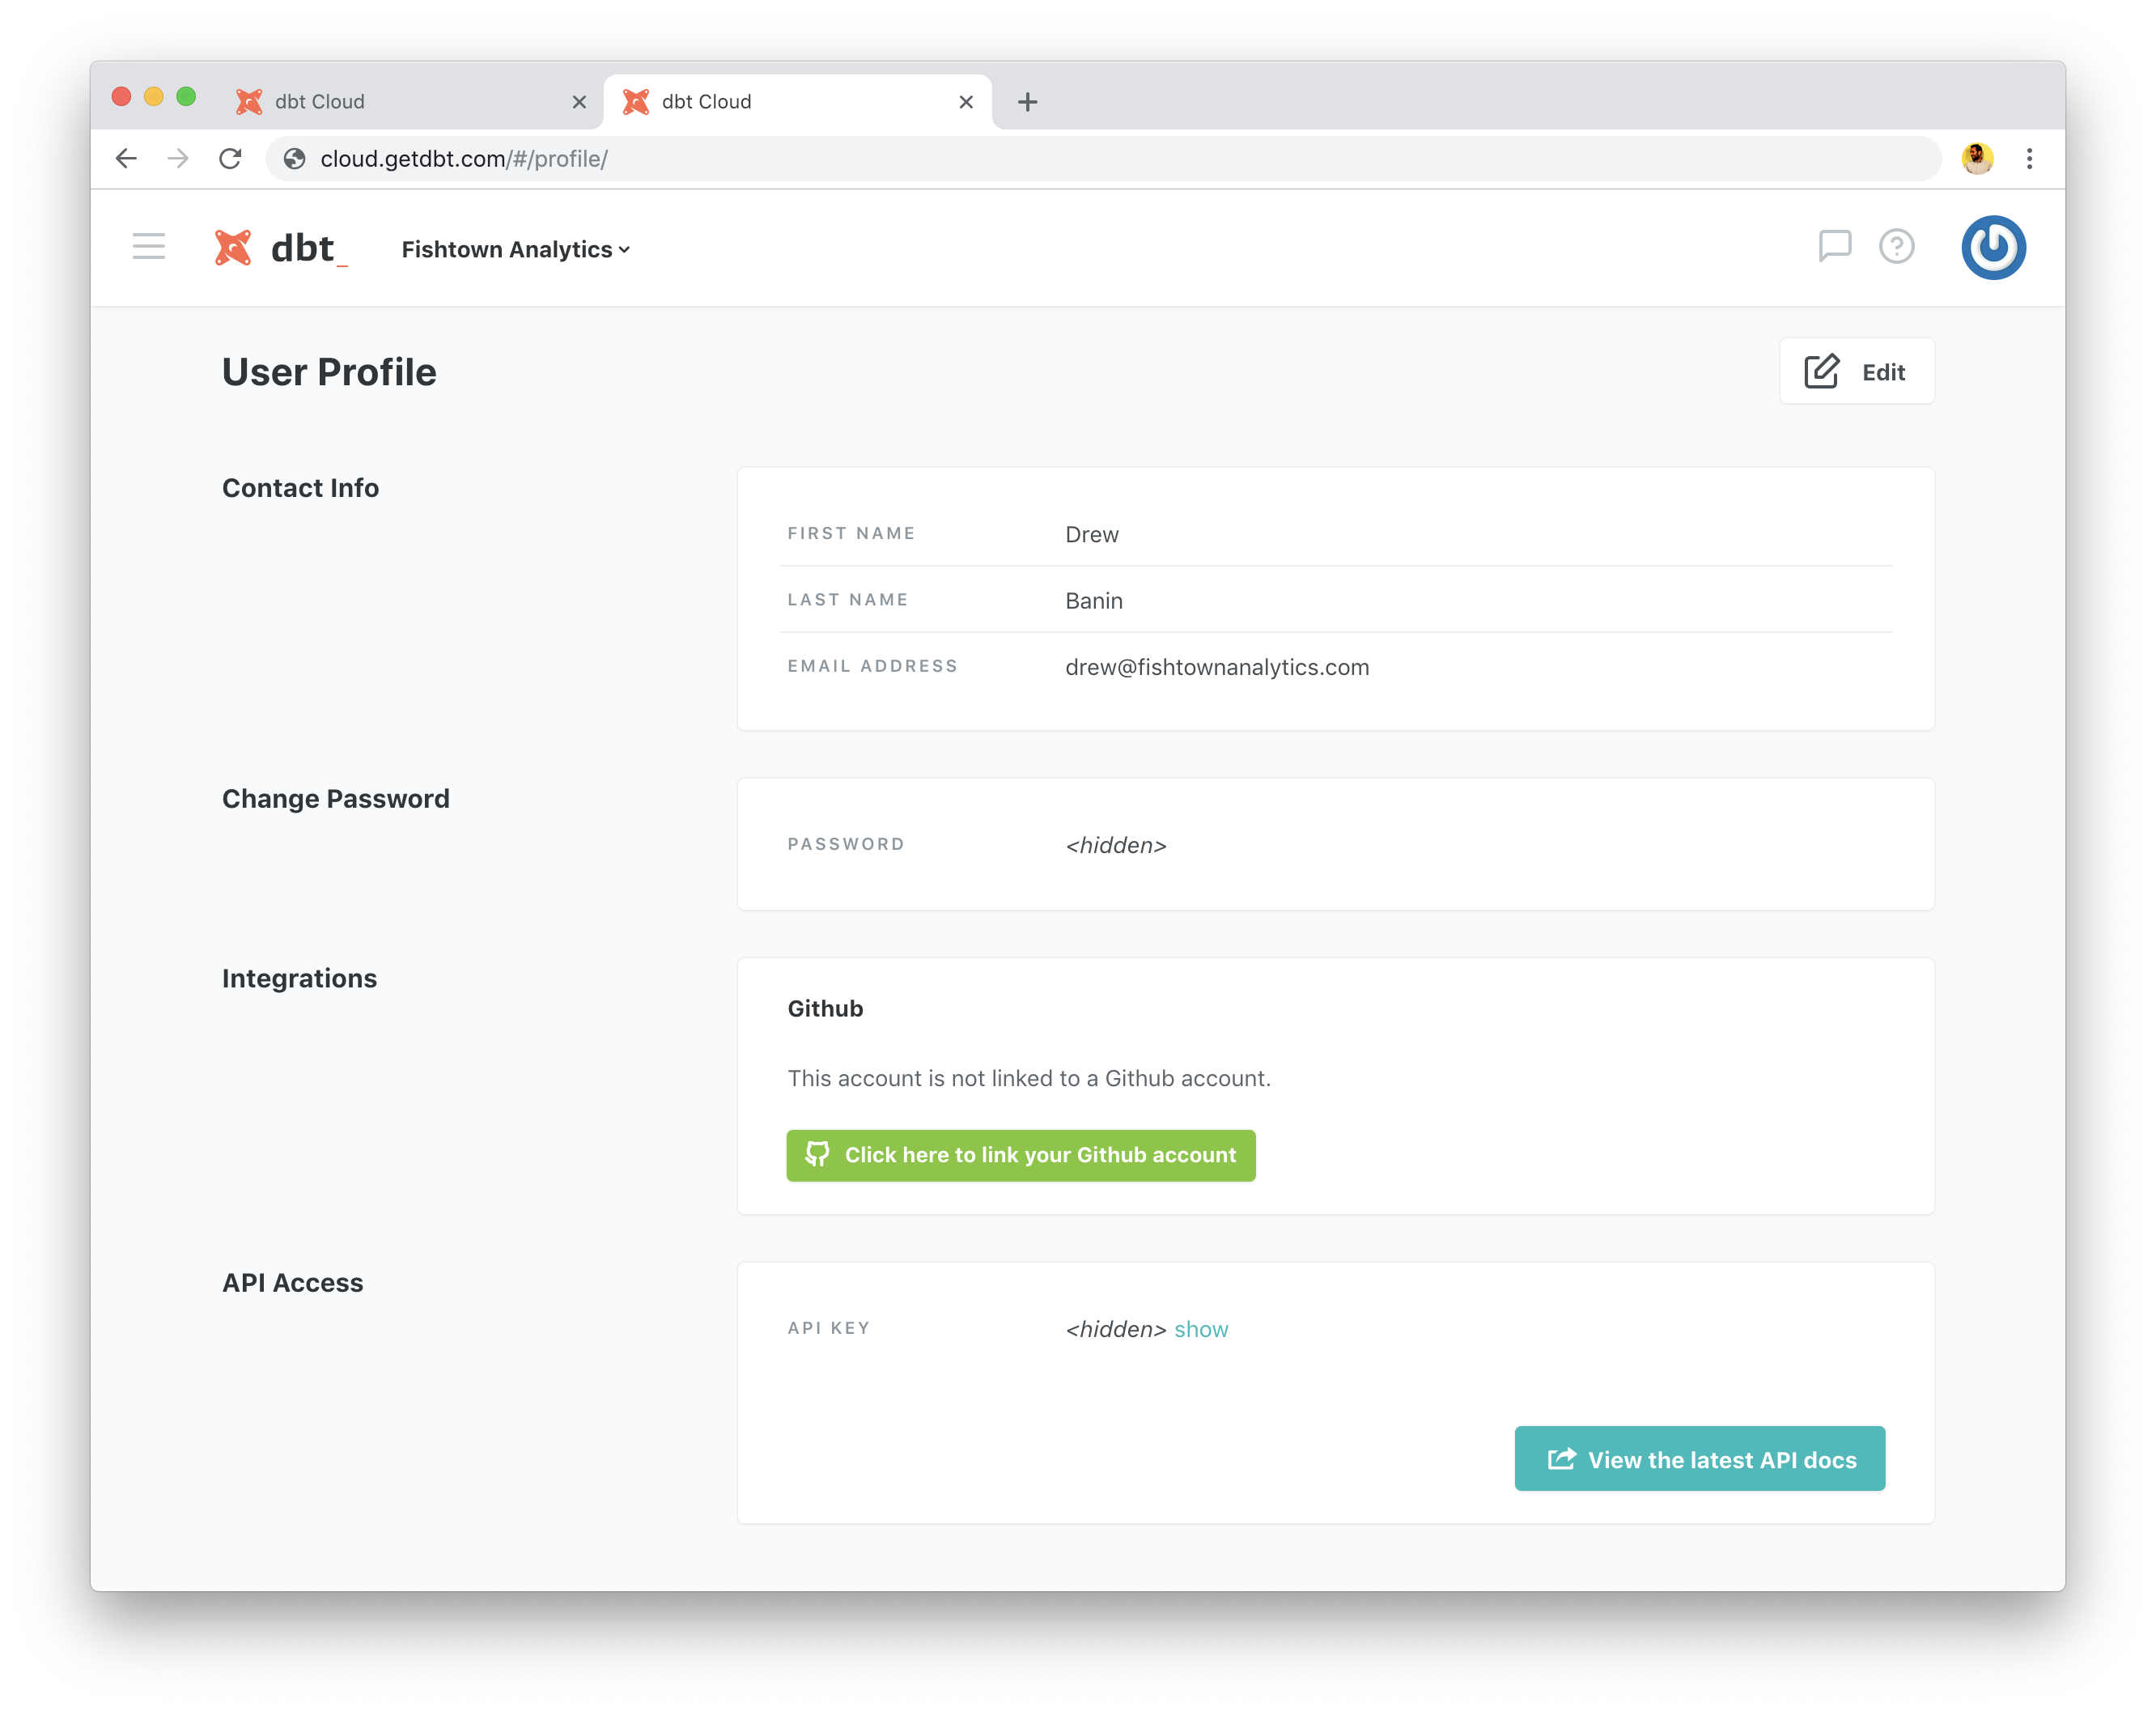 dbt Cloud
dbt Cloud
cloud.getdbt.com/#/profile/
dbt_ Fishtown Analytics
User Profile
Edit
Contact Info
FIRST NAME Drew
LAST NAME Banin
EMAIL ADDRESS drew@fishtownanalytics.com
Change Password
PASSWORD <hidden>
Integrations
Github
This account is not linked to a Github account.
Click here to link your Github account
API Access
API KEY <hidden> show
View the latest API docs